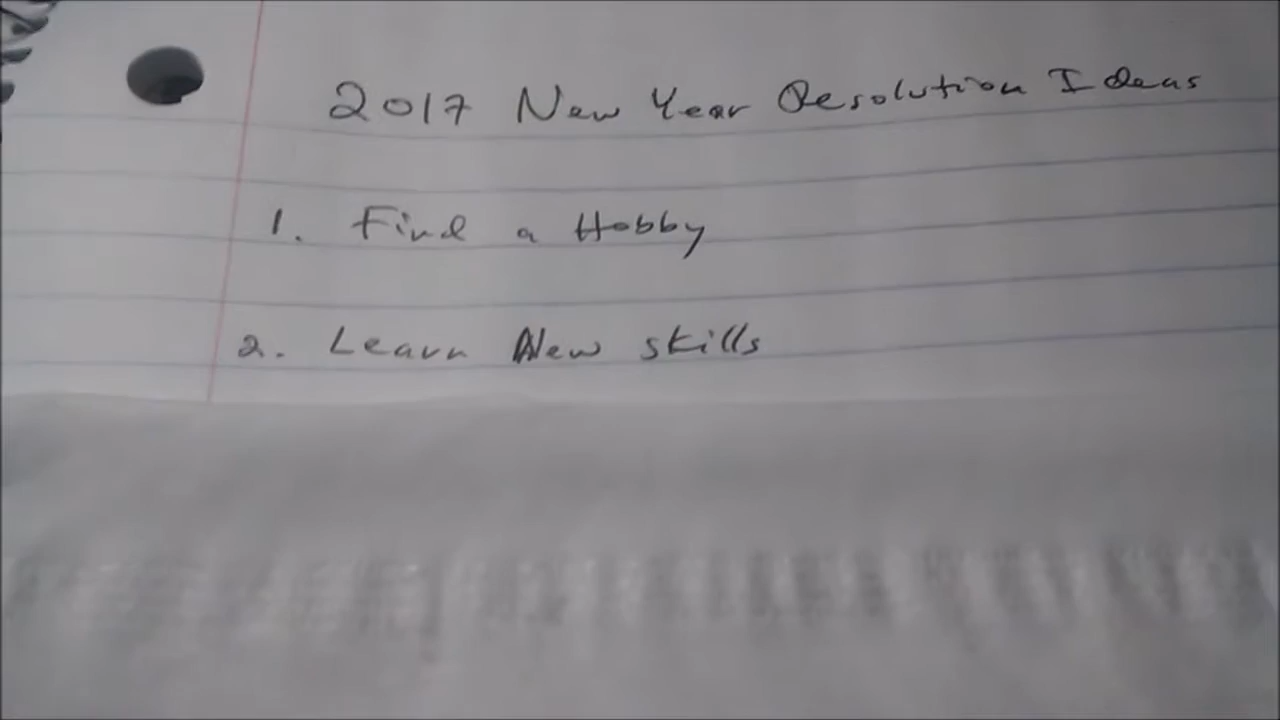 2017 New Year Resolution Ideas
1. Find a Hobby
2. Learn New skills